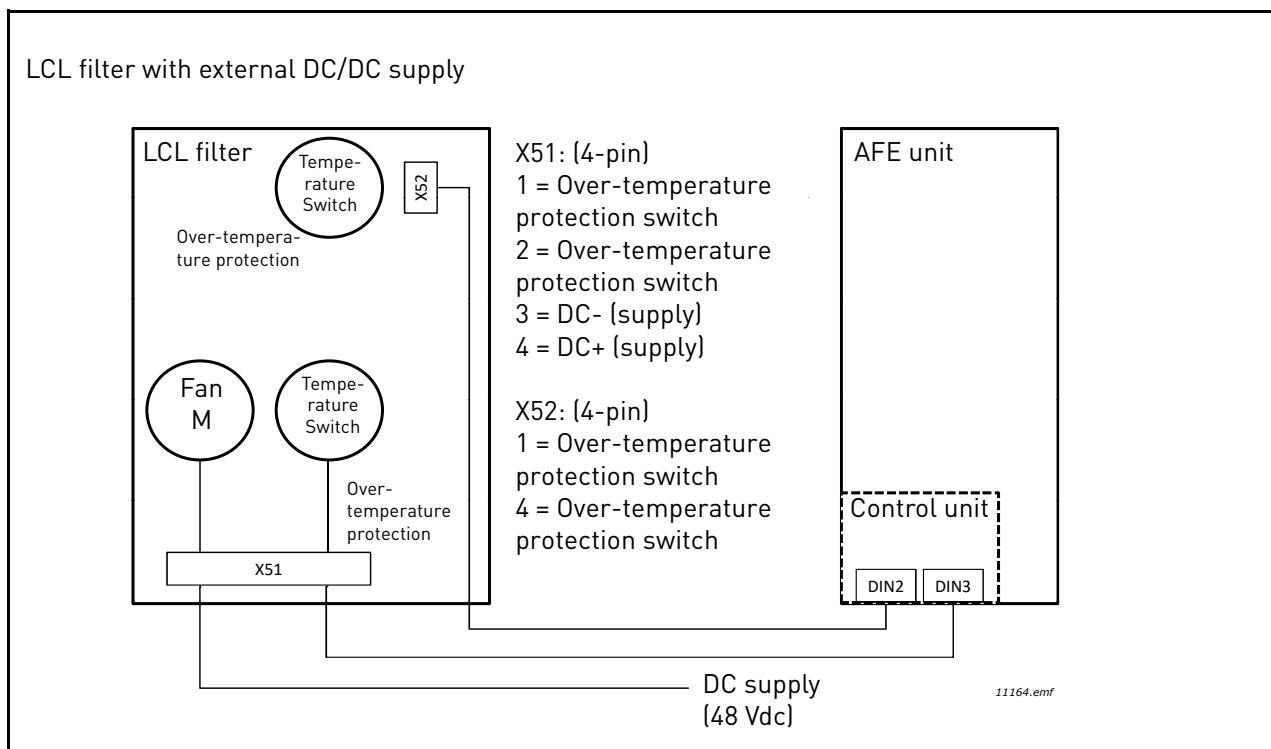 LCL filter with external DC/DC supply
LCL filter
Tempe-
rature
Switch
X52
Over-tempera-
ture protection
Fan
M
Tempe-
rature
Switch
Over-
temperature
protection
X51
X51: (4-pin)
1 = Over-temperature
protection switch
2 = Over-temperature
protection switch
3 = DC- (supply)
4 = DC+ (supply)
X52: (4-pin)
1 = Over-temperature
protection switch
4 = Over-temperature
protection switch
AFE unit
Control unit
DIN2
DIN3
DC supply
(48 Vdc)
11164.emf